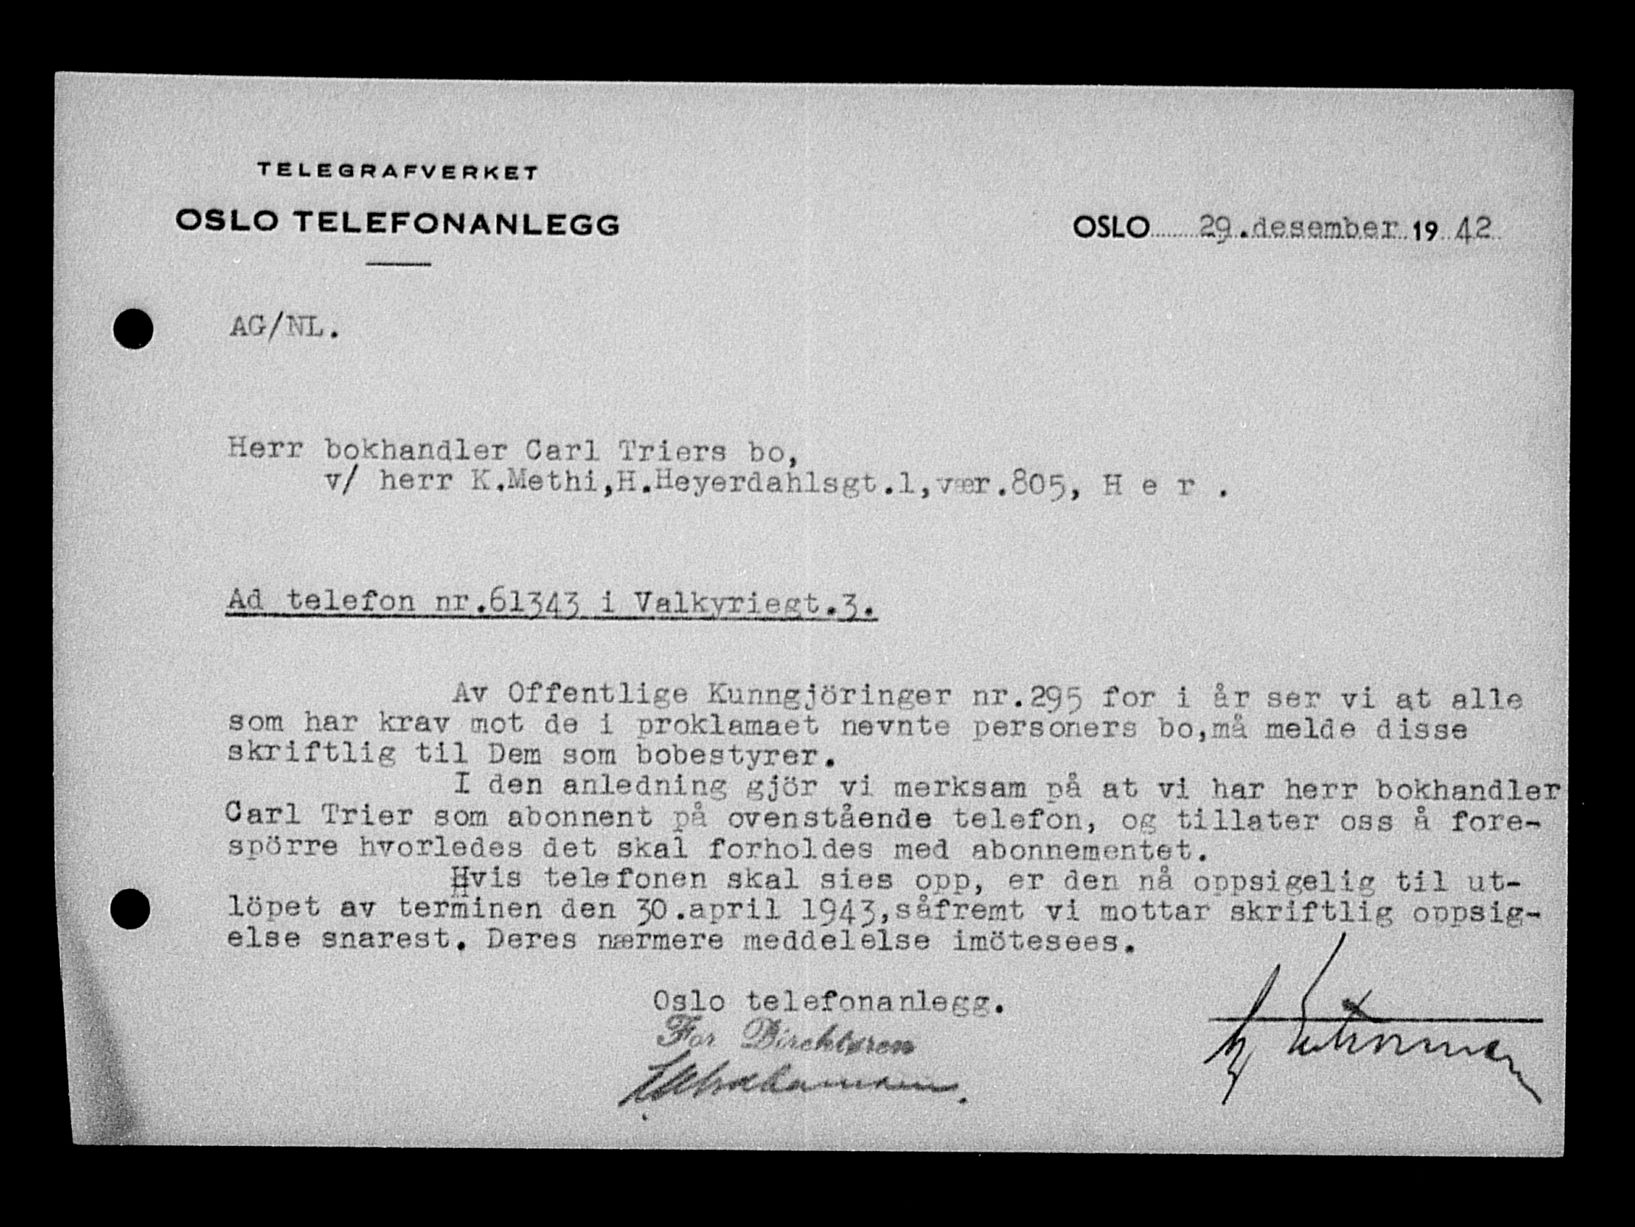 TELEGRAFVERKET
OSLO TELEFONANLEGG
OSLO 29.desember 19 42
AG/NL.
Herr bokhandler Carl Triers bo,
v/ herr K.Methi,H.Heyerdahlsgt.1,vær.805, H e r .
Ad telefon nr.61343 i Valkyriegt.3.
Av Offentlige Kunngjöringer nr.295 for i år ser vi at alle
som har krav mot de i proklamaet nevnte personers bo,må melde disse
skriftlig til Dem som bobestyrer.
I den anledning gjör vi merksam på at vi har herr bokhandler
Carl Trier som abonnent på ovenstående telefon, og tillater oss å fore-
spörre hvorledes det skal forholdes med abonnementet.
Hvis telefonen skal sies opp, er den nå oppsigelig til ut-
löpet av terminen den 30.april 1943,såfremt vi mottar skriftlig oppsig-
else snarest. Deres nærmere meddelelse imötesees.
Oslo telefonanlegg.
For Direktøren